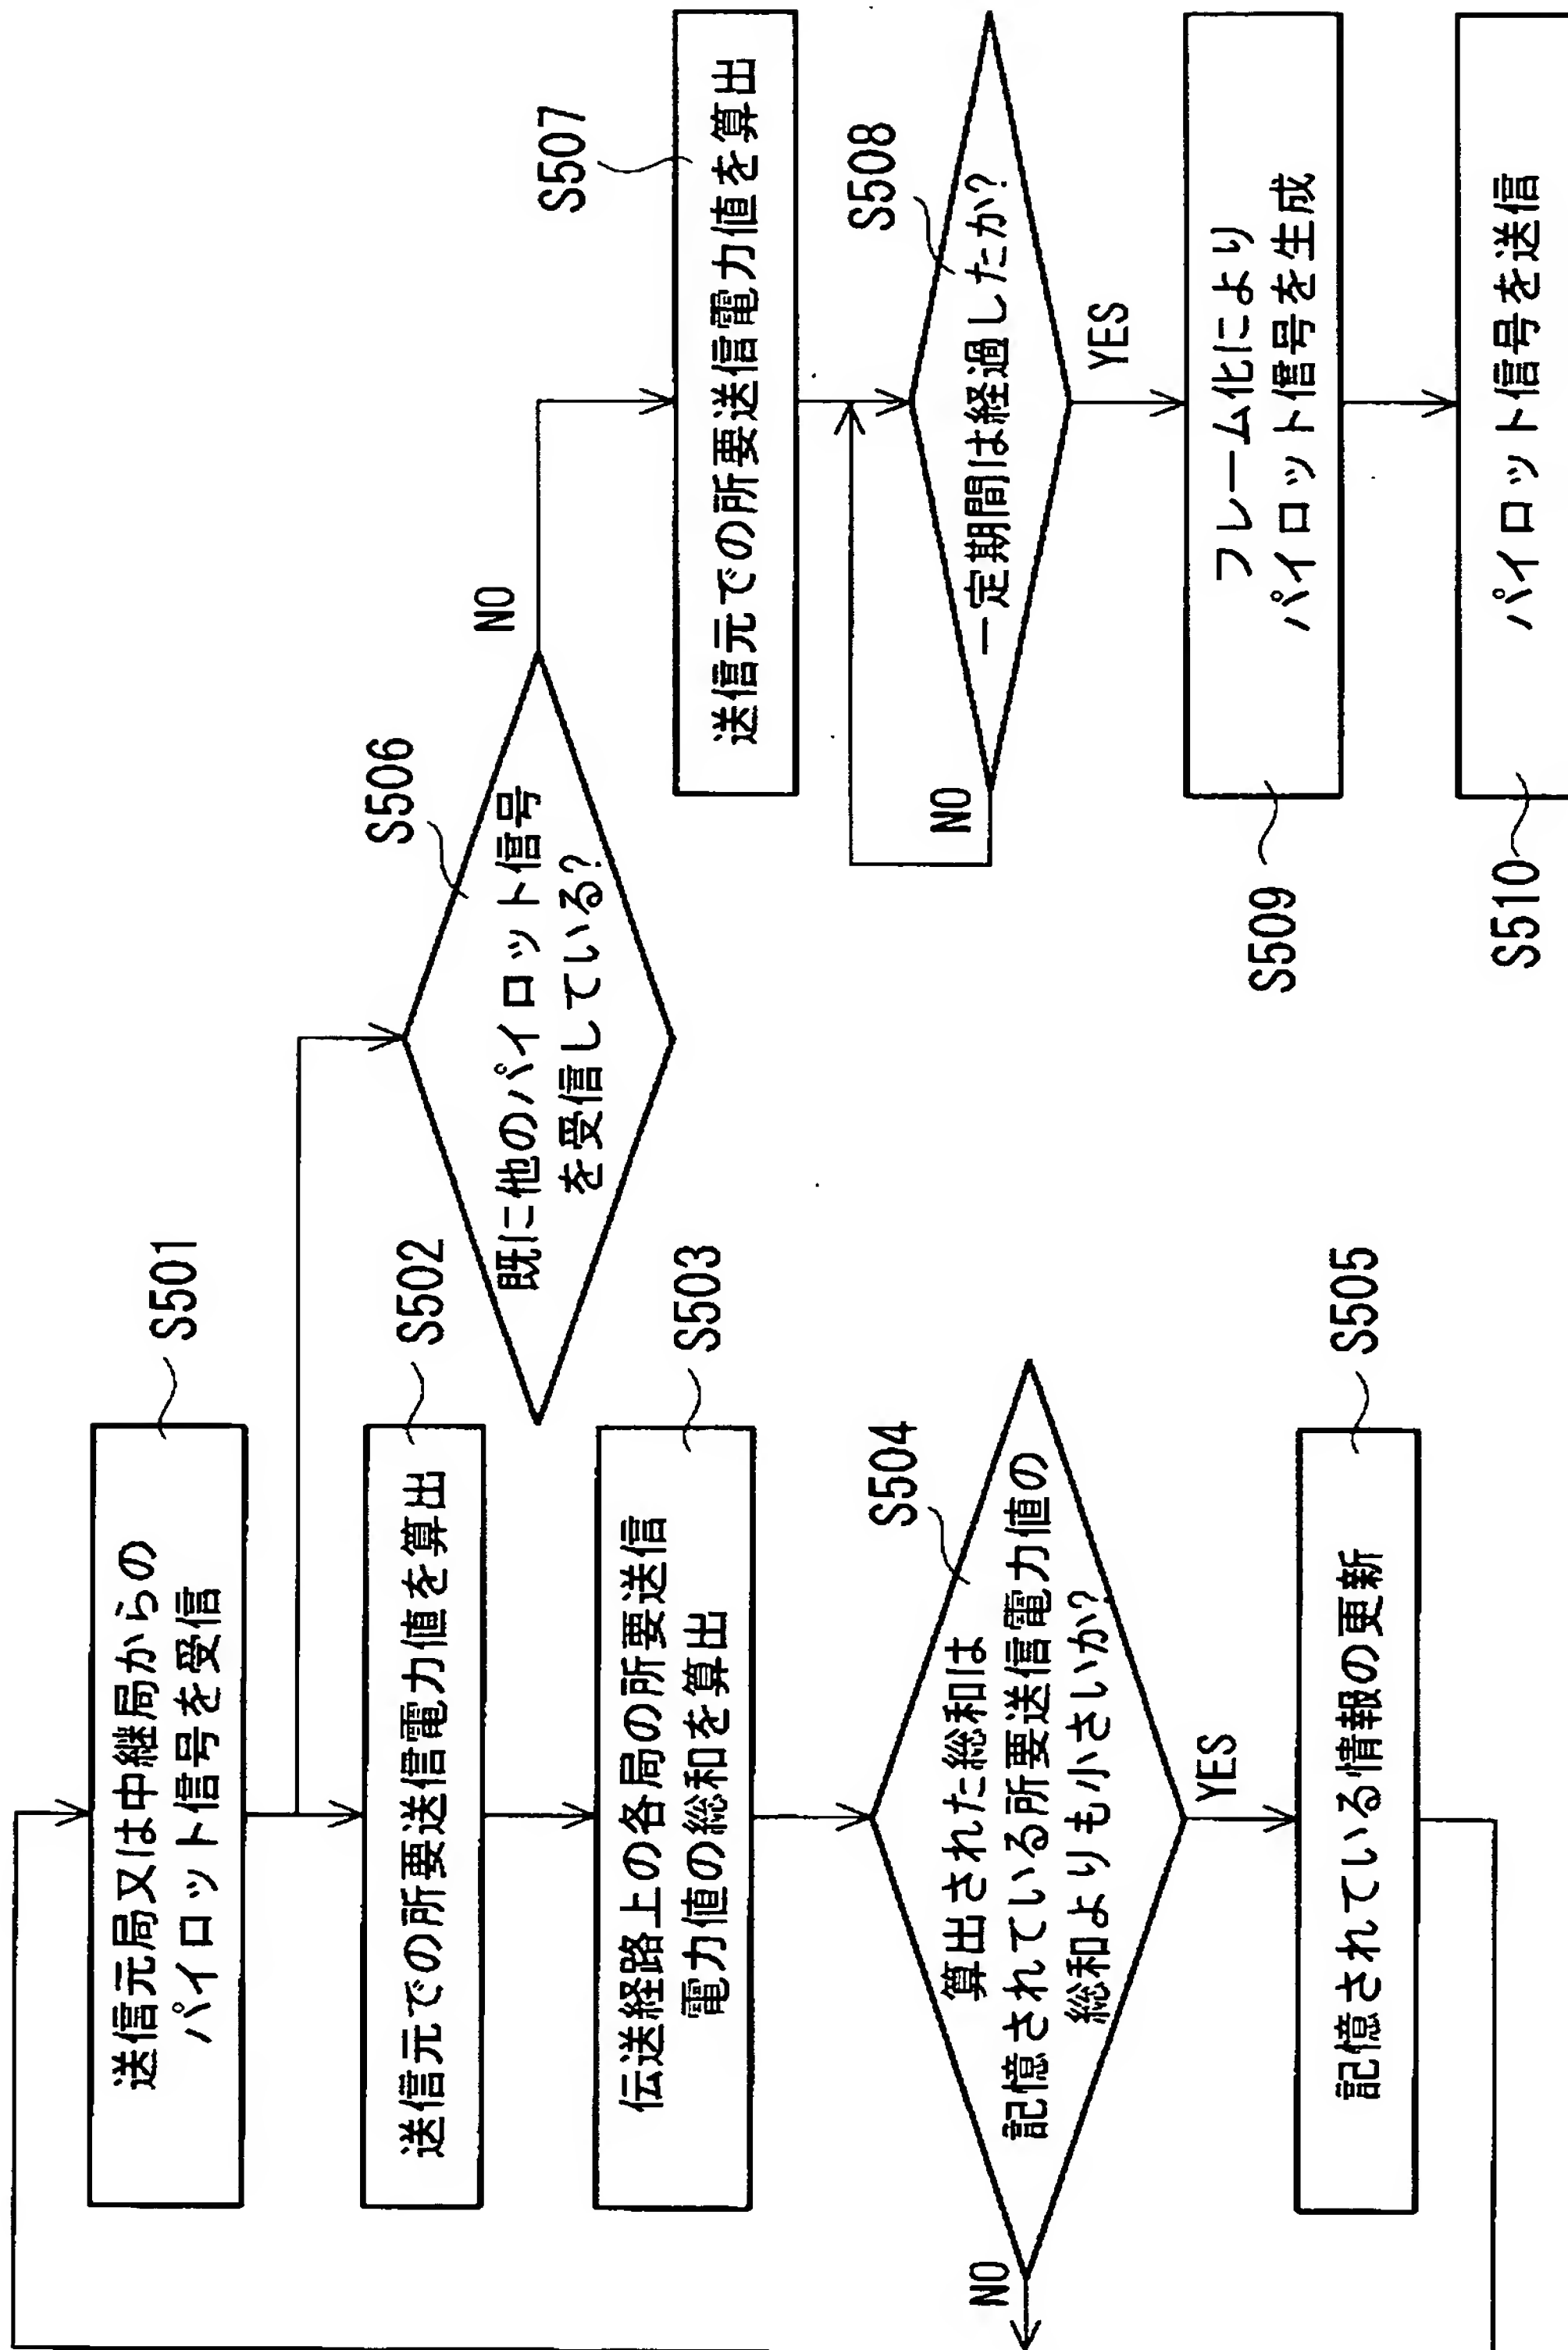 S501
送信元局又は中継局からの
パイロット信号を受信
S502
送信元での所要送信電力値を算出
S503
伝送経路上の各局の所要送信
電力値の総和を算出
S504
算出された総和は
記憶されている所要送信電力値の
総和よりも小さいか?
NO
YES
S505
記憶されている情報の更新
S506
既に他のパイロット信号
を受信している?
NO
S507
送信元での所要送信電力値を算出
S508
一定期間は経過したか?
NO
YES
S509
フレーム化により
パイロット信号を生成
S510
パイロット信号を送信